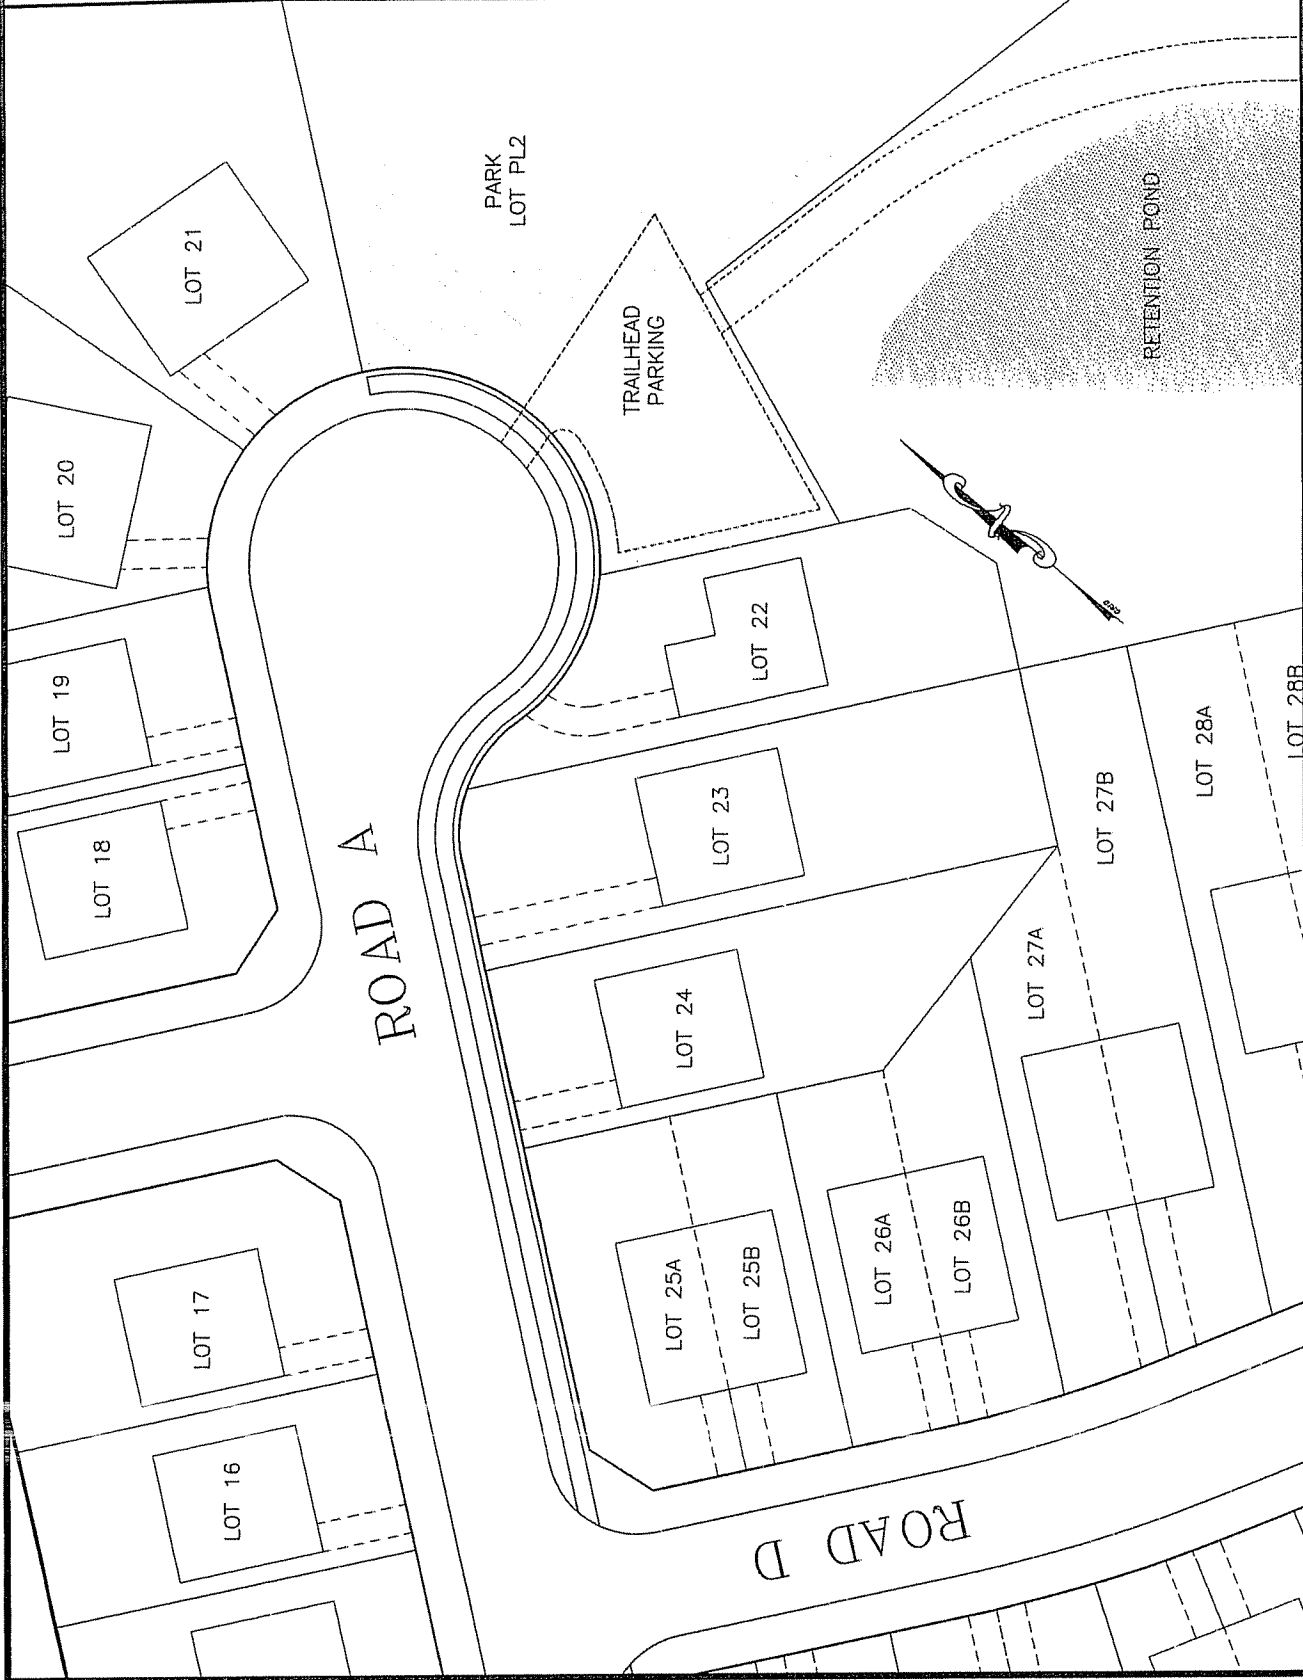 LOT 21
PARK
LOT PL2
RETENTION POND
TRAILHEAD
PARKING
LOT 20
LOT 19
LOT 22
LOT 28B
LOT 28A
LOT 18
LOT 23
LOT 27B
ROAD A
LOT 24
LOT 27A
LOT 17
LOT 25A
LOT 25B
LOT 26A
LOT 26B
LOT 16
ROAD D